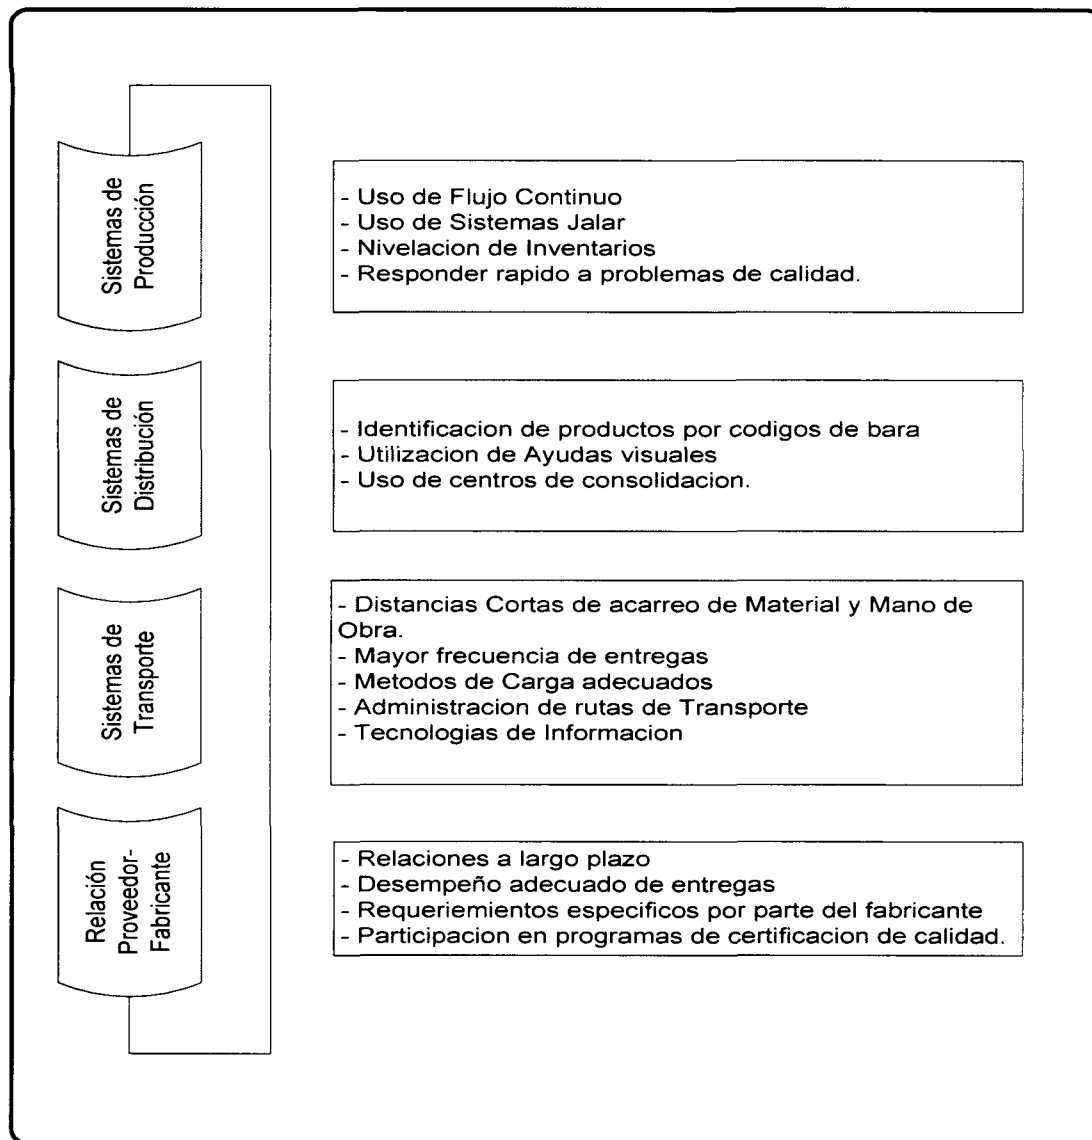 Sistemas de
Producción
- Uso de Flujo Continuo
- Uso de Sistemas Jalar
- Nivelacion de Inventarios
- Responder rapido a problemas de calidad.
Sistemas de
Distribución
- Identificacion de productos por codigos de bara
- Utilizacion de Ayudas visuales
- Uso de centros de consolidacion.
Sistemas de
Transporte
- Distancias Cortas de acarreo de Material y Mano de
Obra.
- Mayor frecuencia de entregas
- Metodos de Carga adecuados
- Administracion de rutas de Transporte
- Tecnologias de Informacion
Relación
Proveedor-
Fabricante
- Relaciones a largo plazo
- Desempeño adecuado de entregas
- Requeriemientos especificos por parte del fabricante
- Participacion en programas de certificacion de calidad.